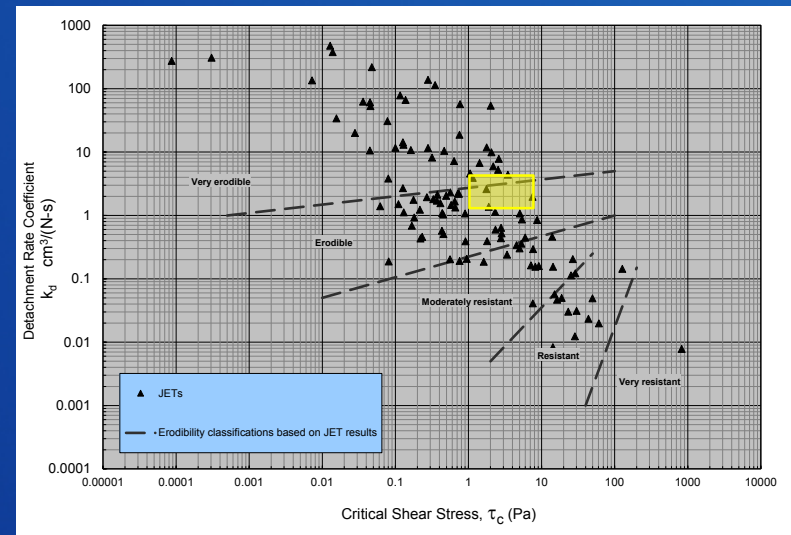 1000
100
10
1
0.1
0.01
0.001
0.0001
Detachment Rate Coefficient
k_d cm³/(N-s)
Very erodible
Erodible
Moderately resistant
Resistant
Very resistant
JETs
Erodibility classifications based on JET results
0.00001 0.0001 0.001 0.01 0.1 1 10 100 1000 10000
Critical Shear Stress, τ_c (Pa)